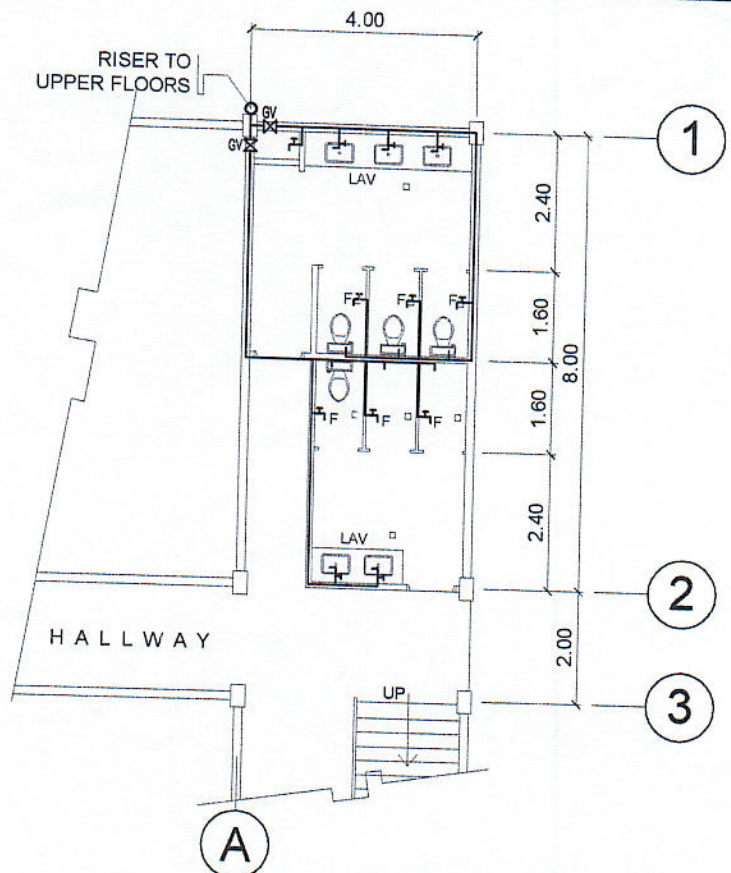 4.00
RISER TO
UPPER FLOORS
GV
GV
1
LAV
2.40
F
F
F
1.60
8.00
F
F
F
1.60
2.40
LAV
2
HALLWAY
2.00
UP
3
A